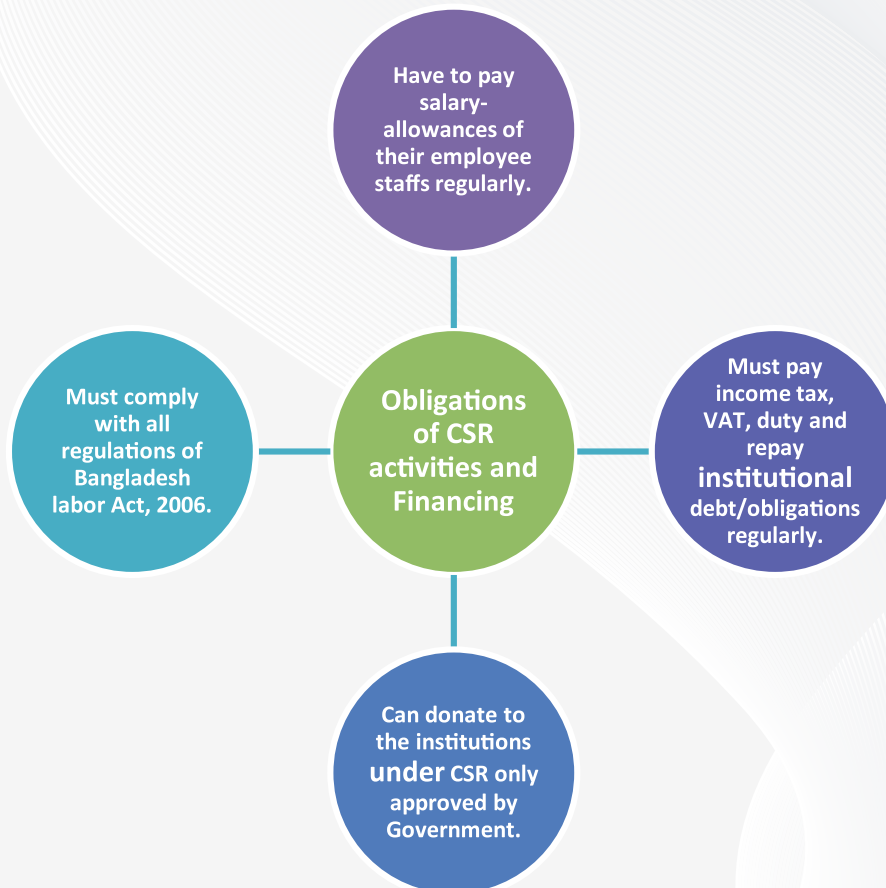 Have to pay
salary-
allowances of
their employee
staffs regularly.
Must comply
with all
regulations of
Bangladesh
labor Act, 2006.
Obligations
of CSR
activities and
Financing
Must pay
income tax,
VAT, duty and
repay
institutional
debt/obligations
regularly.
Can donate to
the institutions
under CSR only
approved by
Government.